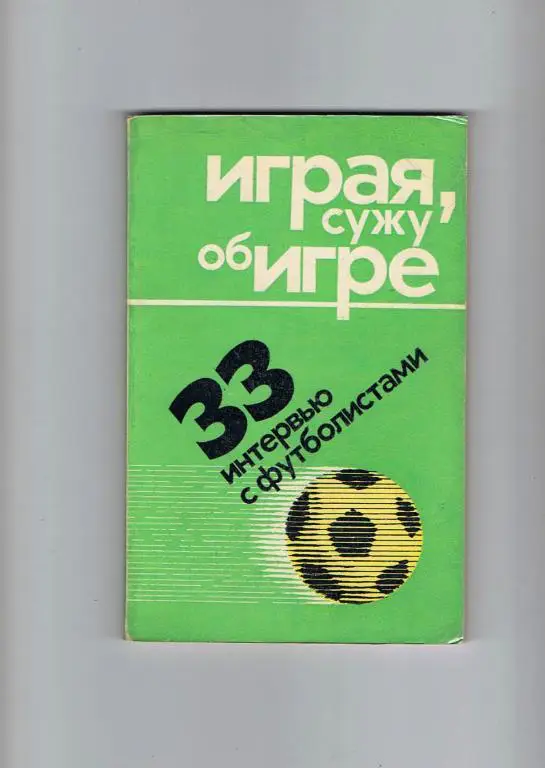 играя,
сужу
об игре
33
интервью
с футболистами